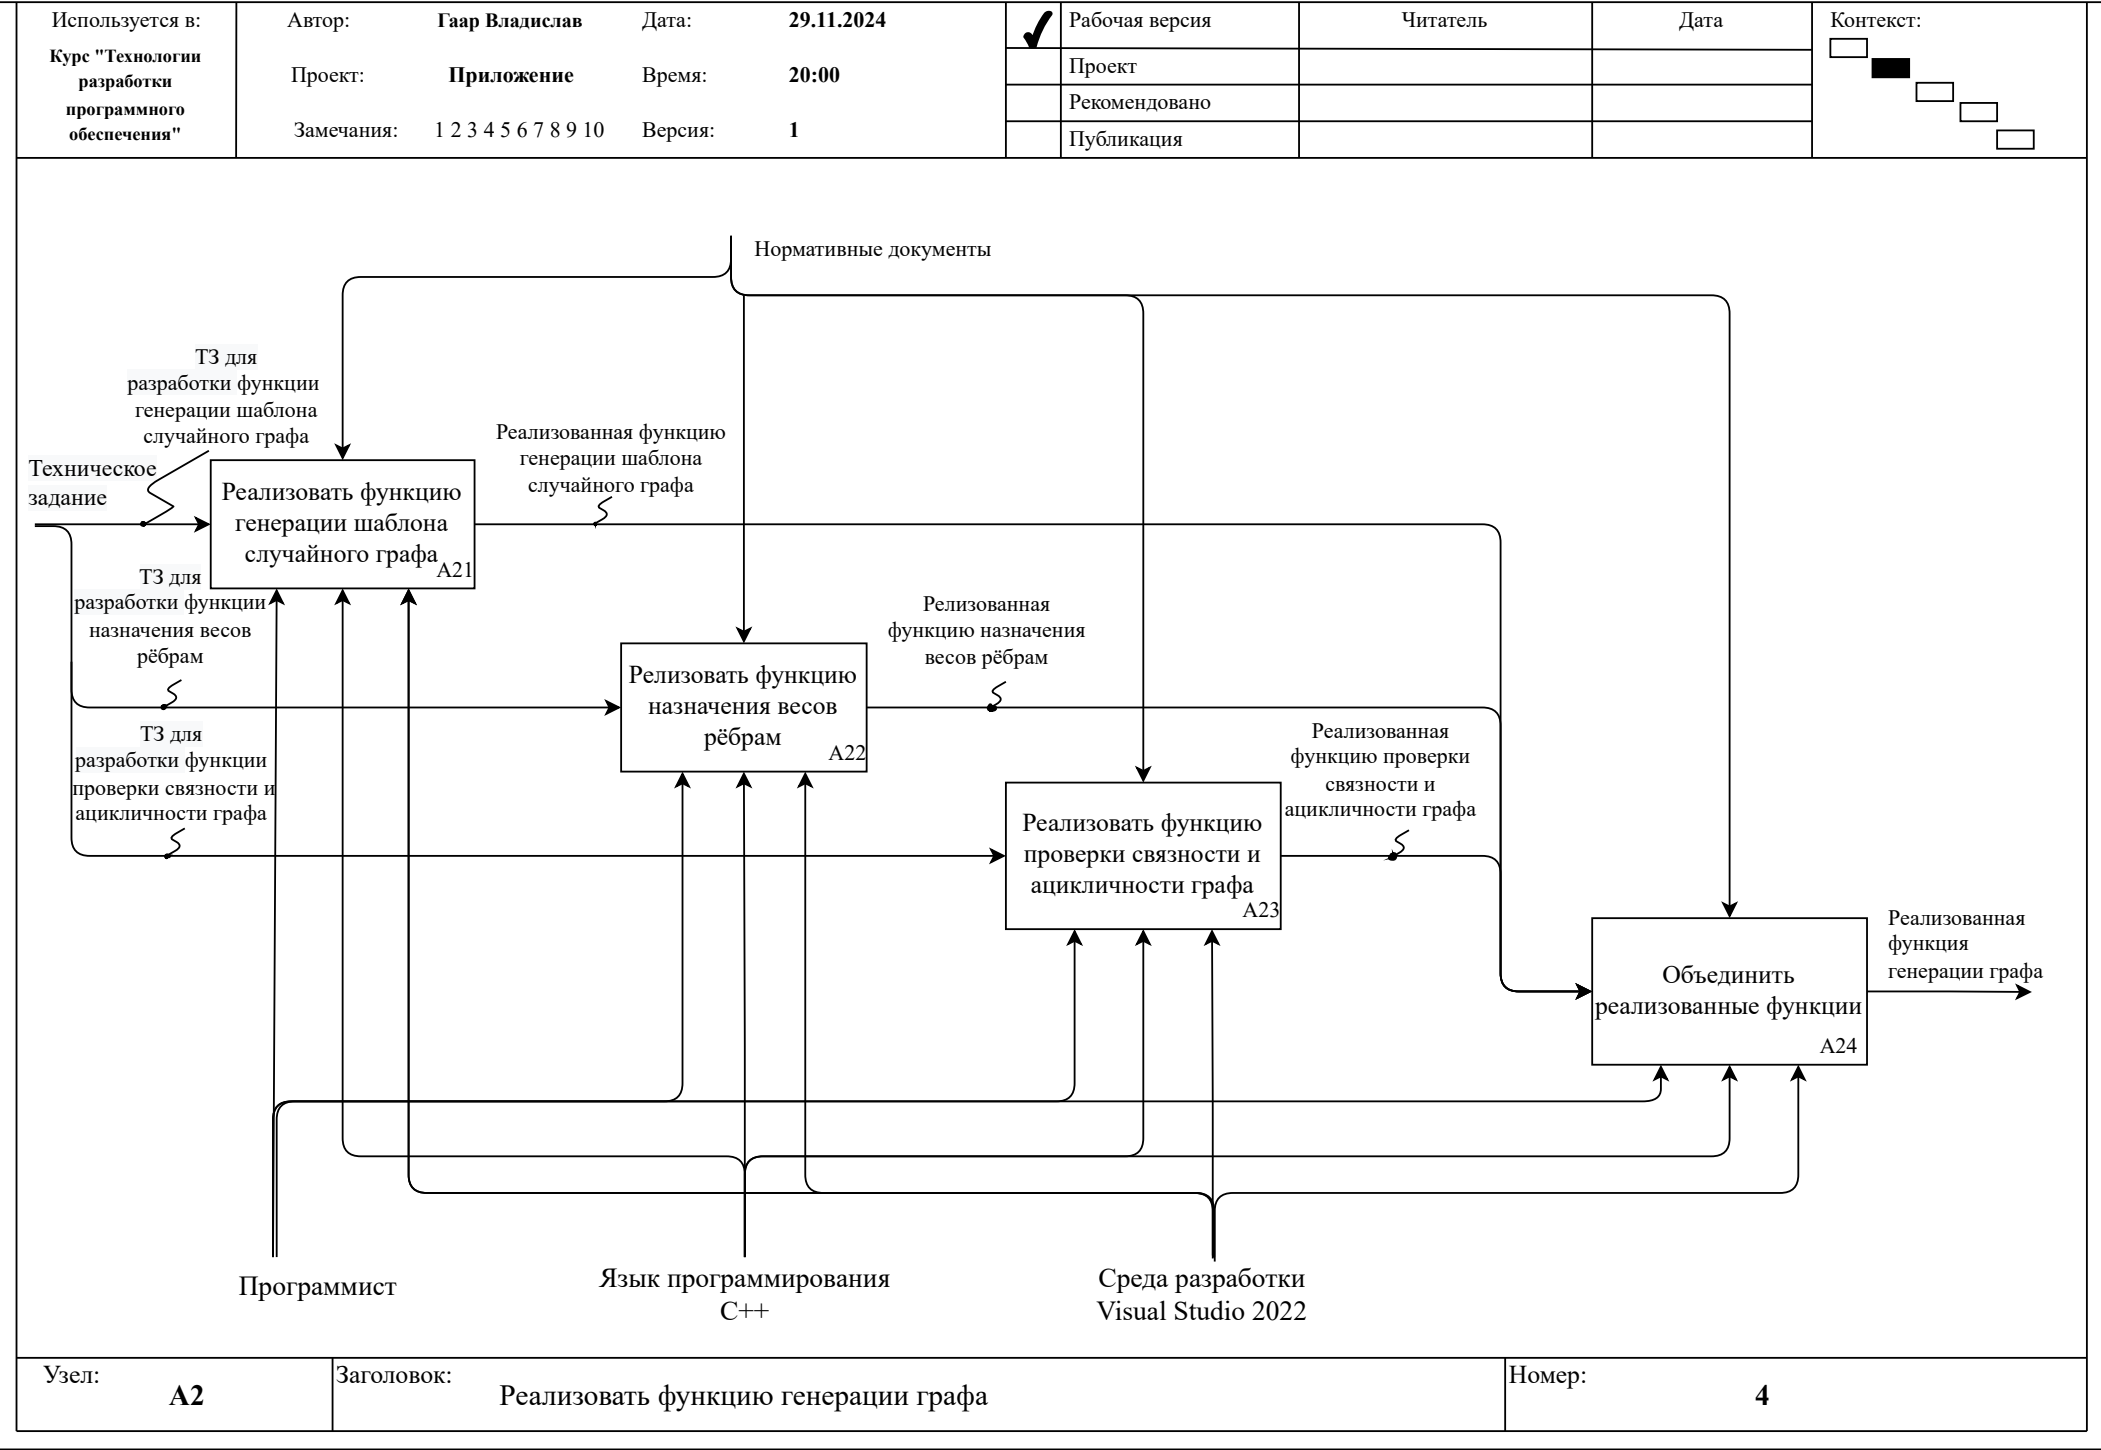 Используется в:
Курс "Технологии
разработки
программного
обеспечения"
Автор:
Гаар Владислав
Дата:
29.11.2024
Проект:
Приложение
Время:
20:00
Замечания:
1 2 3 4 5 6 7 8 9 10
Версия:
1
Рабочая версия
Читатель
Дата
Проект
Рекомендовано
Публикация
Контекст:
Нормативные документы
ТЗ для
разработки функции
генерации шаблона
случайного графа
Техническое
задание
Реализовать функцию
генерации шаблона
случайного графа
А21
Реализованная функцию
генерации шаблона
случайного графа
ТЗ для
разработки функции
назначения весов
рёбрам
Релизовать функцию
назначения весов
рёбрам
А22
Релизованная
функцию назначения
весов рёбрам
ТЗ для
разработки функции
проверки связности и
ацикличности графа
Реализовать функцию
проверки связности и
ацикличности графа
А23
Реализованная
функцию проверки
связности и
ацикличности графа
Объединить
реализованные функции
А24
Реализованная
функция
генерации графа
Программист
Язык программирования
C++
Среда разработки
Visual Studio 2022
Узел:
А2
Заголовок:
Реализовать функцию генерации графа
Номер:
4